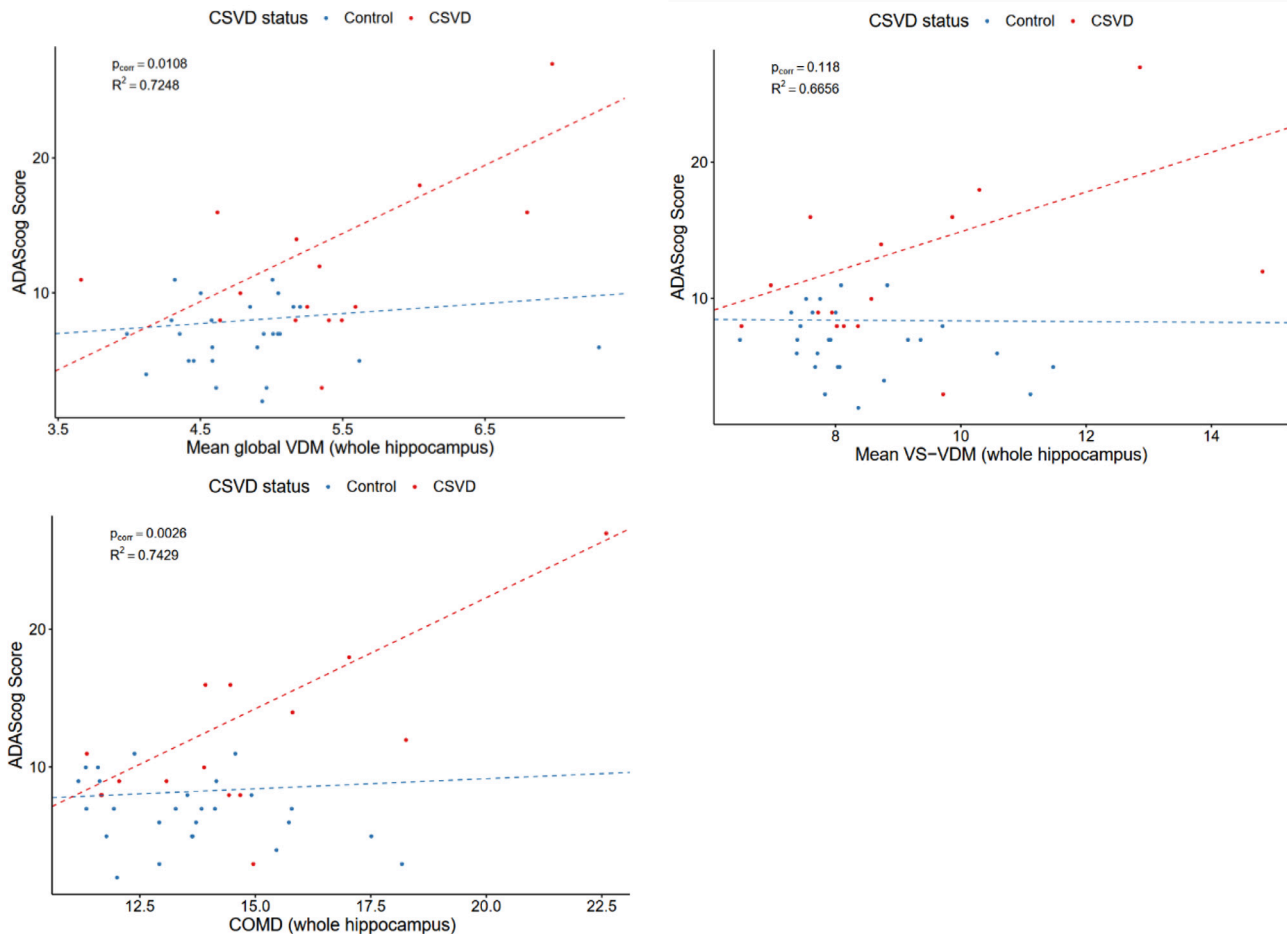 CSVD status • Control • CSVD
p_corr = 0.0108
R² = 0.7248
ADAScog Score
20
10
3.5 4.5 5.5 6.5
Mean global VDM (whole hippocampus)
CSVD status • Control • CSVD
p_corr = 0.118
R² = 0.6656
ADAScog Score
20
10
8 10 12 14
Mean VS−VDM (whole hippocampus)
CSVD status • Control • CSVD
p_corr = 0.0026
R² = 0.7429
ADAScog Score
20
10
12.5 15.0 17.5 20.0 22.5
COMD (whole hippocampus)